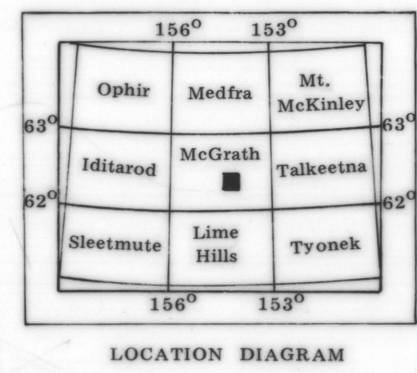 156° 153°
Ophir Medfra Mt.
McKinley
63° 63°
McGrath
Iditarod Talkeetna
62° 62°
Sleetmute Lime
Hills Tyonek
156° 153°
LOCATION DIAGRAM